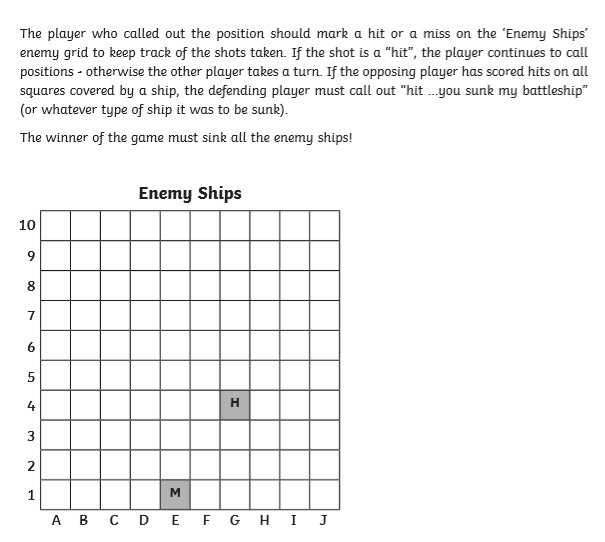 The player who called out the position should mark a hit or a miss on the ‘Enemy Ships’
enemy grid to keep track of the shots taken. If the shot is a “hit”, the player continues to call
positions - otherwise the other player takes a turn. If the opposing player has scored hits on all
squares covered by a ship, the defending player must call out “hit ...you sunk my battleship”
(or whatever type of ship it was to be sunk).
The winner of the game must sink all the enemy ships!
Enemy Ships
10
9
8
7
6
5
4 H
3
2
1 M
A B C D E F G H I J